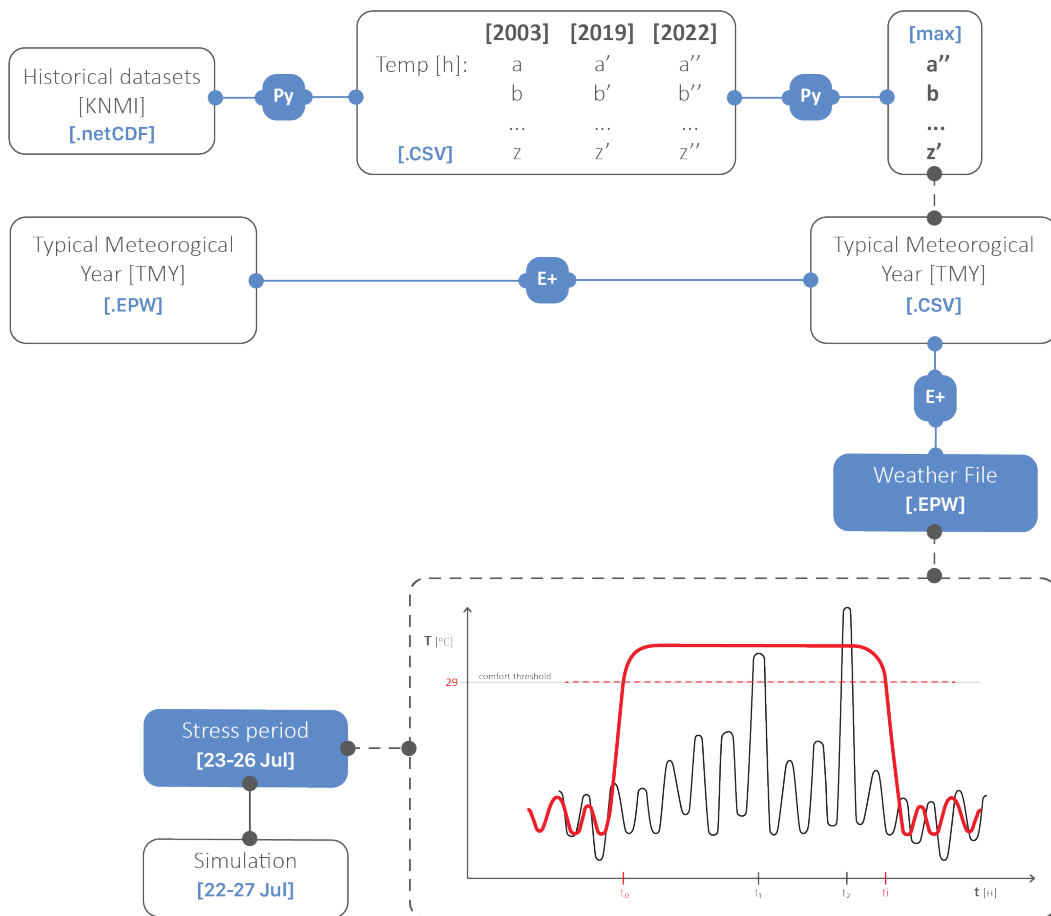 Historical datasets
[KNMI]
[.netCDF]
Py
[2003] [2019] [2022]
Temp [h]: a a′ a′′
b b′ b′′
... ... ...
[.CSV] z z′ z′′
Py
[max]
a′′
b
...
z′
Typical Meteorogical
Year [TMY]
[.EPW]
E+
Typical Meteorogical
Year [TMY]
[.CSV]
E+
Weather File
[.EPW]
T [°C]
29 comfort threshold
t₀ t₁ t₂ ti t [H]
Stress period
[23-26 Jul]
Simulation
[22-27 Jul]